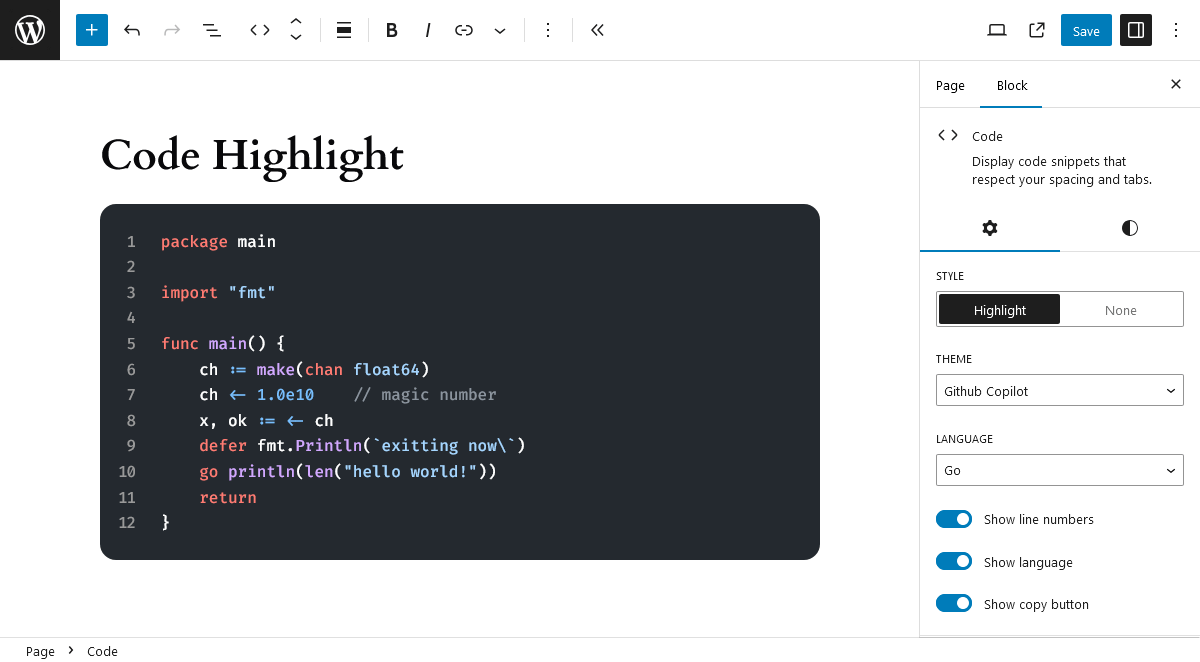 B I
Save
Page Block
Code Highlight
1 package main
2
3 import "fmt"
4
5 func main() {
6     ch := make(chan float64)
7     ch <- 1.0e10    // magic number
8     x, ok := <- ch
9     defer fmt.Println(`exitting now\`)
10     go println(len("hello world!"))
11     return
12 }
Code
Display code snippets that
respect your spacing and tabs.
STYLE
Highlight None
THEME
Github Copilot
LANGUAGE
Go
Show line numbers
Show language
Show copy button
Page > Code